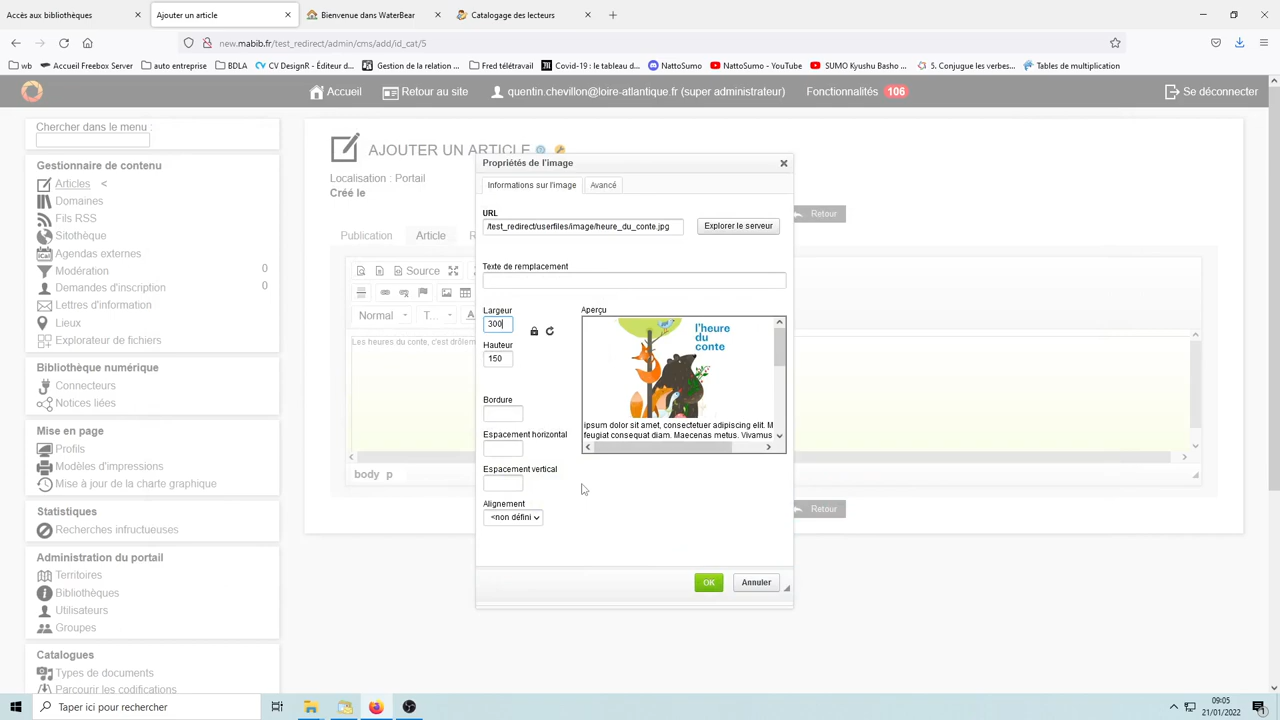 Accès aux bibliothèques
Ajouter un article
Bienvenue dans WaterBear
Catalogage des lecteurs
new.mabib.fr/test_redirect/admin/cms/add/id_cat/5
wb
Accueil Freebox Server
auto entreprise
BDLA
CV DesignR - Éditeur d...
Gestion de la relation ...
Fred télétravail
Covid-19 : le tableau d...
NattoSumo
NattoSumo - YouTube
SUMO Kyushu Basho ...
5. Conjugue les verbes...
Tables de multiplication
Accueil
Retour au site
quentin.chevillon@loire-atlantique.fr (super administrateur)
Fonctionnalités 106
Se déconnecter
Chercher dans le menu :
Gestionnaire de contenu
Articles <
Domaines
Fils RSS
Sitothèque
Agendas externes
Modération 0
Demandes d'inscription 0
Lettres d'information
Lieux
Explorateur de fichiers
Bibliothèque numérique
Connecteurs
Notices liées
Mise en page
Profils
Modèles d'impressions
Mise à jour de la charte graphique
Statistiques
Recherches infructueuses
Administration du portail
Territoires
Bibliothèques
Utilisateurs
Groupes
Catalogues
Types de documents
Parcourir les codifications
AJOUTER UN ARTICLE
Localisation : Portail
Créé le
Retour
Publication
Article
R
Source
Normal
T...
Les heures du conte, c'est drôlem
body p
Retour
Propriétés de l'image
Informations sur l'image
Avancé
URL
/test_redirect/userfiles/image/heure_du_conte.jpg
Explorer le serveur
Texte de remplacement
Largeur
300
Hauteur
150
Bordure
Espacement horizontal
Espacement vertical
Alignement
<non défini
Aperçu
l'heure
du
conte
ipsum dolor sit amet, consectetuer adipiscing elit. M
feugiat consequat diam. Maecenas metus. Vivamus
OK
Annuler
Taper ici pour rechercher
09:05
21/01/2022
1